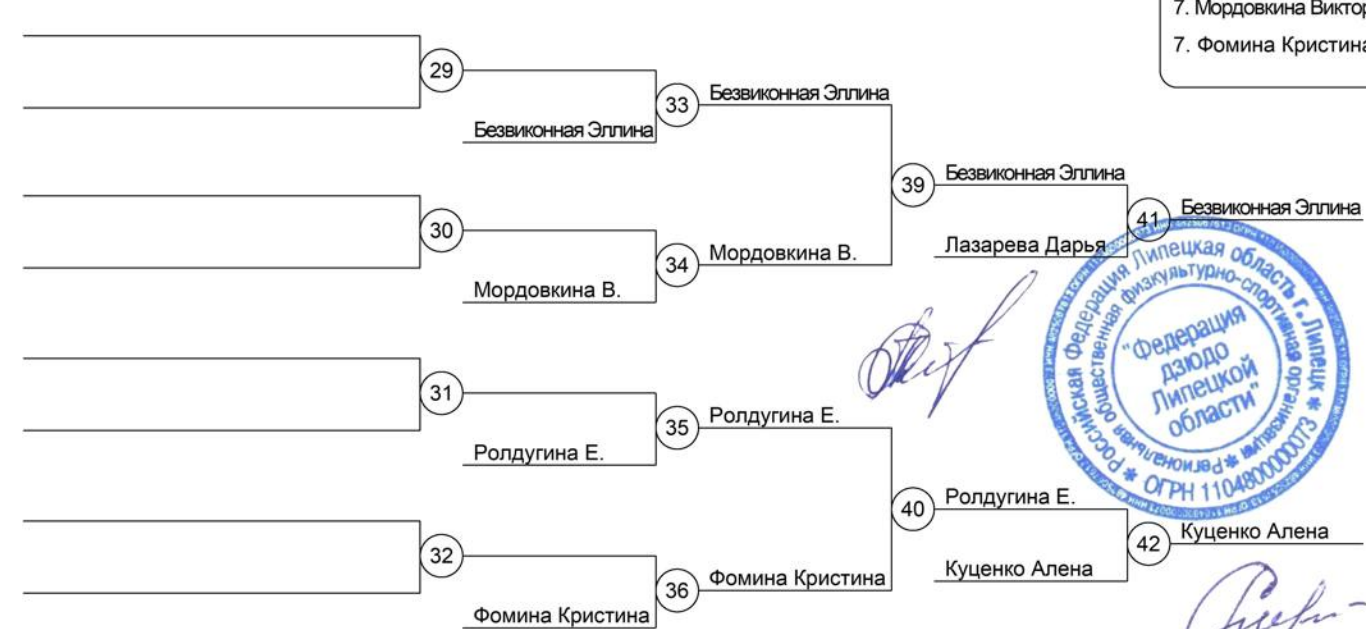 7. Мордовкина Виктор
7. Фомина Кристина
29
Безвиконная Эллина
33
Безвиконная Эллина
39
Безвиконная Эллина
Лазарева Дарья
41
Безвиконная Эллина
30
Мордовкина В.
34
Мордовкина В.
31
Ролдугина Е.
35
Ролдугина Е.
40
Ролдугина Е.
Куценко Алена
42
Куценко Алена
32
Фомина Кристина
36
Фомина Кристина
Российская Федерация Липецкая область г. Липецк * ОГРН 1104800000073 *
Региональная общественная физкультурно-спортивная организация *
"Федерация
дзюдо
Липецкой
области"